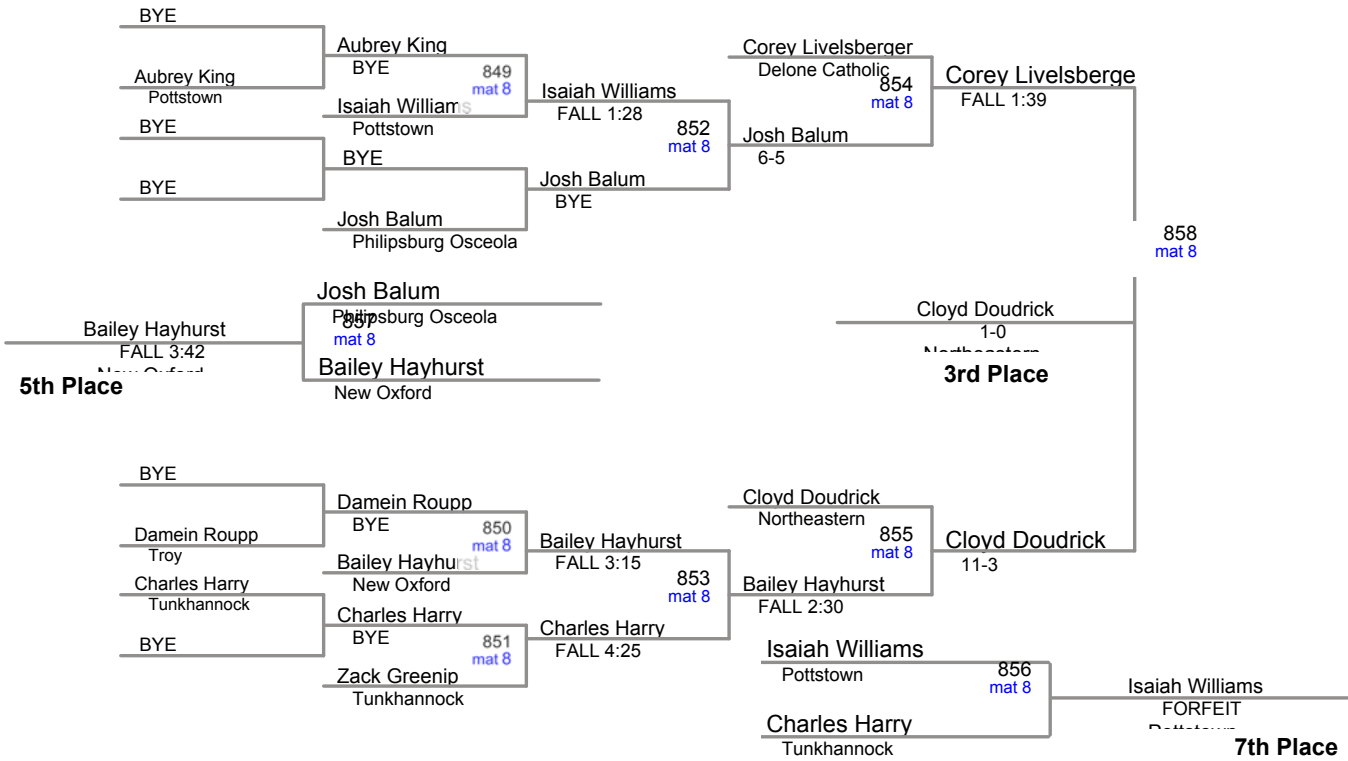 BYE
Aubrey King
BYE
849
mat 8
Aubrey King
Pottstown
Isaiah Williams
Pottstown
Isaiah Williams
FALL 1:28
BYE
BYE
BYE
Josh Balum
Philipsburg Osceola
Josh Balum
BYE
852
mat 8
Corey Livelsberger
Delone Catholic
854
mat 8
Josh Balum
6-5
Corey Livelsberge
FALL 1:39
858
mat 8
Josh Balum
Philipsburg Osceola
857
mat 8
Bailey Hayhurst
New Oxford
Bailey Hayhurst
FALL 3:42
5th Place
Cloyd Doudrick
1-0
3rd Place
BYE
Damein Roupp
BYE
850
mat 8
Damein Roupp
Troy
Bailey Hayhurst
New Oxford
Bailey Hayhurst
FALL 3:15
Charles Harry
Tunkhannock
Charles Harry
BYE
851
mat 8
BYE
Zack Greenip
Tunkhannock
Charles Harry
FALL 4:25
853
mat 8
Cloyd Doudrick
Northeastern
855
mat 8
Bailey Hayhurst
FALL 2:30
Cloyd Doudrick
11-3
Isaiah Williams
Pottstown
856
mat 8
Charles Harry
Tunkhannock
Isaiah Williams
FORFEIT
7th Place